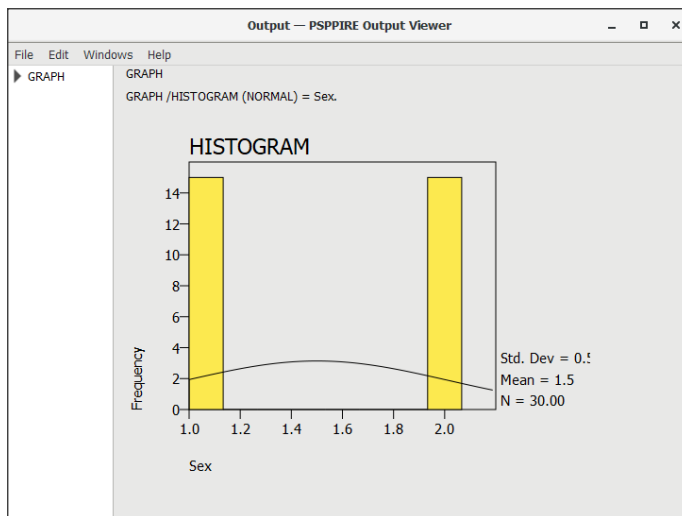 Output — PSPPIRE Output Viewer
File Edit Windows Help
GRAPH
GRAPH
GRAPH /HISTOGRAM (NORMAL) = Sex.
HISTOGRAM
14
12
10
8
6
4
2
0
Frequency
1.0 1.2 1.4 1.6 1.8 2.0
Sex
Std. Dev = 0.5
Mean = 1.5
N = 30.00